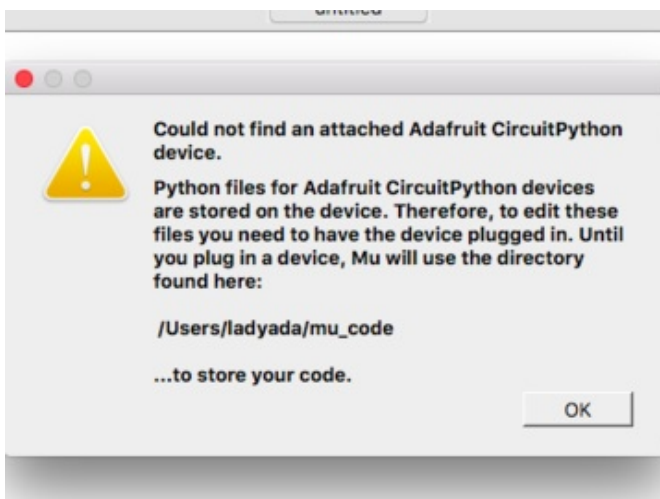 untitled
Could not find an attached Adafruit CircuitPython
device.
Python files for Adafruit CircuitPython devices
are stored on the device. Therefore, to edit these
files you need to have the device plugged in. Until
you plug in a device, Mu will use the directory
found here:
/Users/ladyada/mu_code
...to store your code.
OK